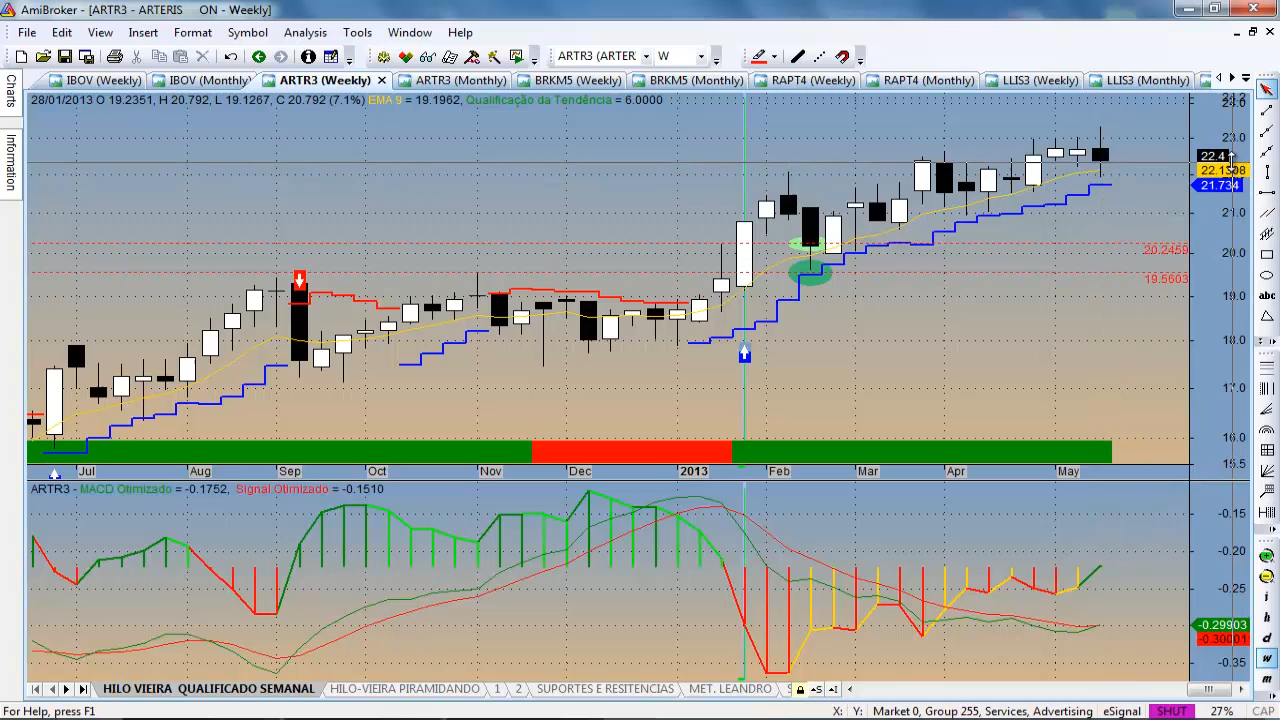 AmiBroker - [ARTR3 - ARTERIS ON - Weekly]
File Edit View Insert Format Symbol Analysis Tools Window Help
ARTR3 (ARTER W
IBOV (Weekly) IBOV (Monthly) ARTR3 (Weekly) ARTR3 (Monthly) BRKM5 (Weekly) BRKM5 (Monthly) RAPT4 (Weekly) RAPT4 (Monthly) LLIS3 (Weekly) LLIS3 (Monthly)
Charts
Information
28/01/2013 O 19.2351, H 20.792, L 19.1267, C 20.792 (7.1%) EMA 9 = 19.1962, Qualificação da Tendência = 6.0000
23.0
22.4
21.734
21.0
20.2459
20.0
19.5603
19.0
18.0
17.0
16.0
15.5
Jul Aug Sep Oct Nov Dec 2013 Feb Mar Apr May
ARTR3 - MACD Otimizado = -0.1752, Signal Otimizado = -0.1510
-0.15
-0.20
-0.25
-0.29903
-0.30001
-0.35
abc
i
h
d
w
m
HILO VIEIRA QUALIFICADO SEMANAL HILO-VIEIRA PIRAMIDANDO 1 2 SUPORTES E RESITENCIAS MET. LEANDRO
For Help, press F1 X: Y: Market 0, Group 255, Services, Advertising eSignal SHUT 27% CAP